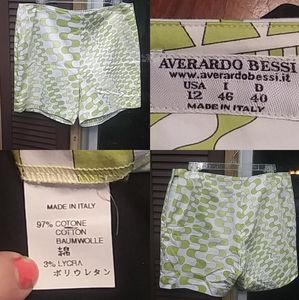 AVERARDO BESSI
www.averardobessi.it
USA I D
12 46 40
MADE IN ITALY
MADE IN ITALY
97% COTONE
COTTON
BAUMWOLLE
綿
3% LYCRA
ポリウレタン